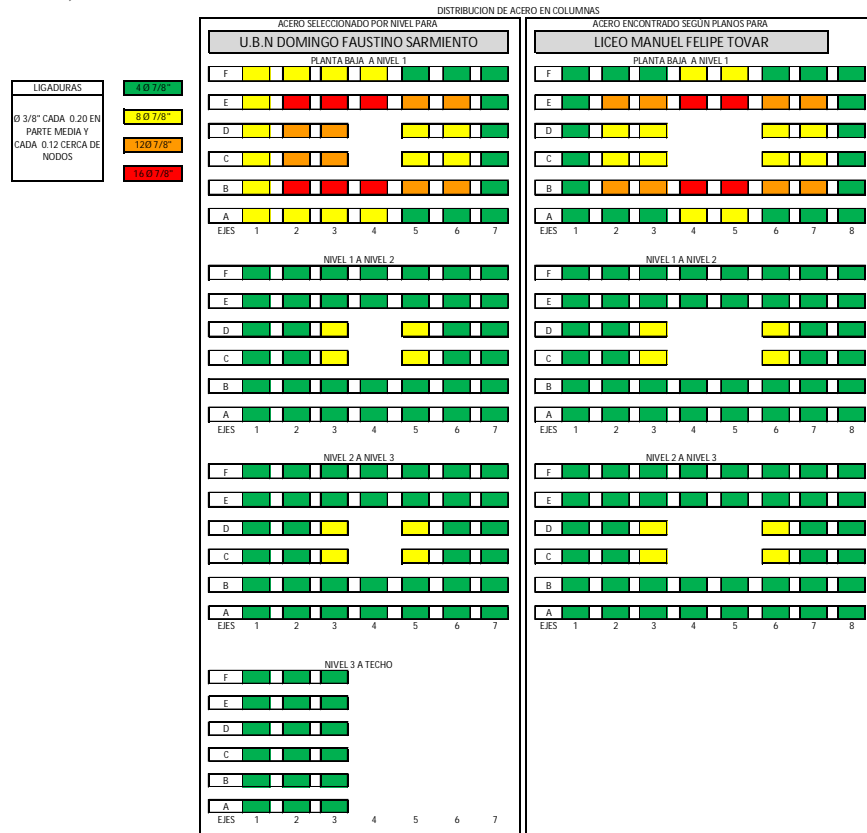 DISTRIBUCION DE ACERO EN COLUMNAS
ACERO SELECCIONADO POR NIVEL PARA
U.B.N DOMINGO FAUSTINO SARMIENTO
PLANTA BAJA A NIVEL 1
F
E
D
C
B
A
EJES 1 2 3 4 5 6 7
NIVEL 1 A NIVEL 2
F
E
D
C
B
A
EJES 1 2 3 4 5 6 7
NIVEL 2 A NIVEL 3
F
E
D
C
B
A
EJES 1 2 3 4 5 6 7
NIVEL 3 A TECHO
F
E
D
C
B
A
EJES 1 2 3 4 5 6 7
ACERO ENCONTRADO SEGÚN PLANOS PARA
LICEO MANUEL FELIPE TOVAR
PLANTA BAJA A NIVEL 1
F
E
D
C
B
A
EJES 1 2 3 4 5 6 7 8
NIVEL 1 A NIVEL 2
F
E
D
C
B
A
EJES 1 2 3 4 5 6 7 8
NIVEL 2 A NIVEL 3
F
E
D
C
B
A
EJES 1 2 3 4 5 6 7 8
LIGADURAS
Ø 3/8" CADA 0.20 EN
PARTE MEDIA Y
CADA 0.12 CERCA DE
NODOS
4 Ø 7/8"
8 Ø 7/8"
12Ø 7/8"
16 Ø 7/8"